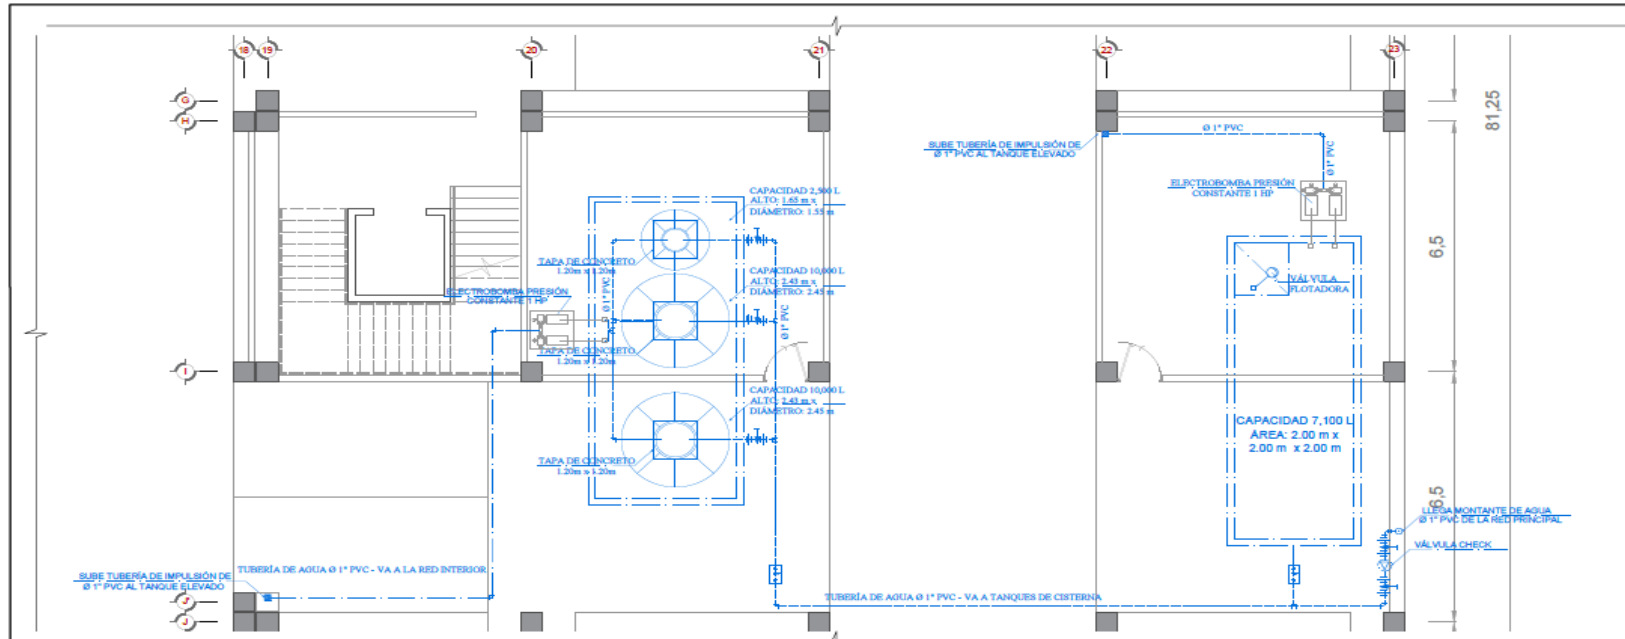 18
19
20
21
22
23
G
H
I
J'
J
81,25
6,5
6,5
Ø 1" PVC
Ø 1" PVC
SUBE TUBERÍA DE IMPULSIÓN DE
Ø 1" PVC AL TANQUE ELEVADO
ELECTROBOMBA PRESIÓN
CONSTANTE 1 HP
VÁLVULA
FLOTADORA
CAPACIDAD 2,500 L
ALTO: 1.65 m x
DIÁMETRO: 1.55 m
TAPA DE CONCRETO
1.20m x 1.20m
CAPACIDAD 10,000 L
ALTO: 2.43 m x
DIÁMETRO: 2.45 m
ELECTROBOMBA PRESIÓN
CONSTANTE 1 HP
Ø 1" PVC
Ø 1" PVC
TAPA DE CONCRETO
1.20m x 1.20m
CAPACIDAD 10,000 L
ALTO: 2.43 m x
DIÁMETRO: 2.45 m
TAPA DE CONCRETO
1.20m x 1.20m
CAPACIDAD 7,100 L
ÁREA: 2.00 m x
2.00 m x 2.00 m
LLEGA MONTANTE DE AGUA
Ø 1" PVC DE LA RED PRINCIPAL
VÁLVULA CHECK
TUBERÍA DE AGUA Ø 1" PVC - VA A LA RED INTERIOR
SUBE TUBERÍA DE IMPULSIÓN DE
Ø 1" PVC AL TANQUE ELEVADO
TUBERÍA DE AGUA Ø 1" PVC - VA A TANQUES DE CISTERNA